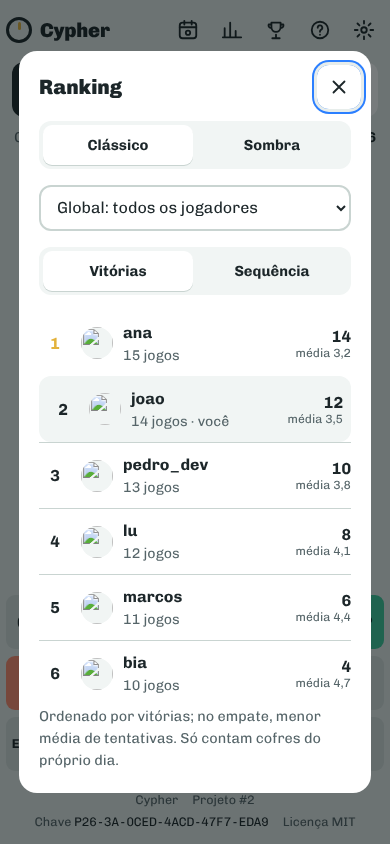 Cypher
Ranking
Clássico
Sombra
Global: todos os jogadores
Vitórias
Sequência
1
ana
15 jogos
14
média 3,2
2
joao
14 jogos · você
12
média 3,5
3
pedro_dev
13 jogos
10
média 3,8
4
lu
12 jogos
8
média 4,1
5
marcos
11 jogos
6
média 4,4
6
bia
10 jogos
4
média 4,7
Ordenado por vitórias; no empate, menor
média de tentativas. Só contam cofres do
próprio dia.
Cypher Projeto #2
Chave P26-3A-0CED-4ACD-47F7-EDA9 Licença MIT